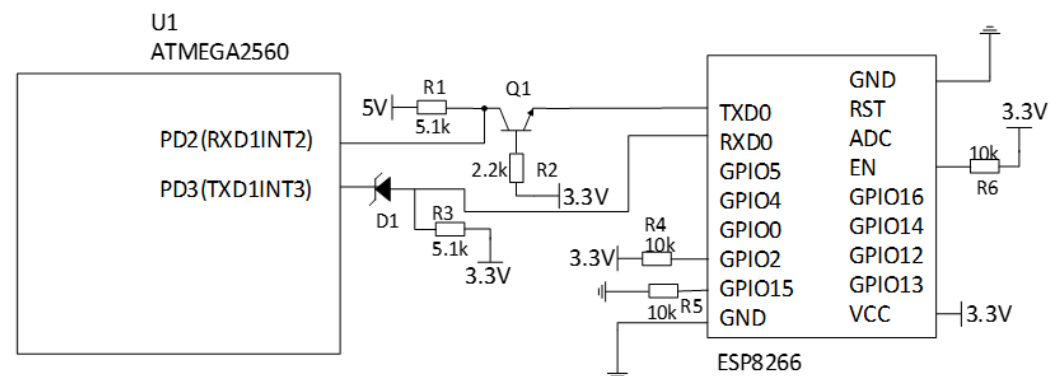 U1
ATMEGA2560
PD2(RXD1INT2)
PD3(TXD1INT3)
5V
R1
5.1k
Q1
2.2k
R2
3.3V
D1
R3
5.1k
3.3V
R4
10k
3.3V
R5
10k
TXD0
RXD0
GPIO5
GPIO4
GPIO0
GPIO2
GPIO15
GND
GND
RST
ADC
EN
GPIO16
GPIO14
GPIO12
GPIO13
VCC
3.3V
10k
R6
3.3V
ESP8266